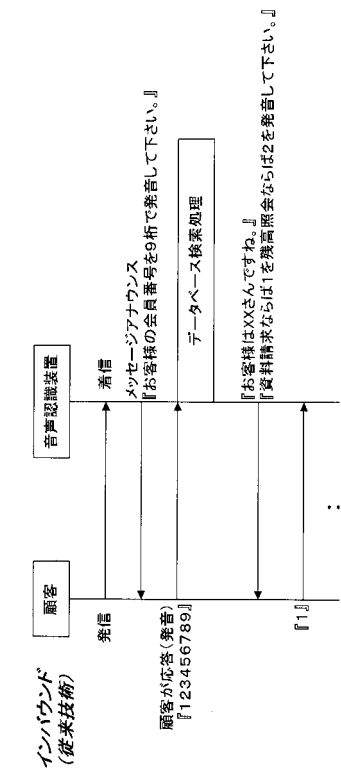 インバウンド
(従来技術)
顧客
音声認識装置
発信
着信
メッセージアナウンス
『お客様の会員番号を9桁で発音して下さい。』
顧客が応答(発音)
『123456789』
データベース検索処理
『お客様はXXさんですね。』
『資料請求ならば1を残高照会ならば2を発音して下さい。』
『1』